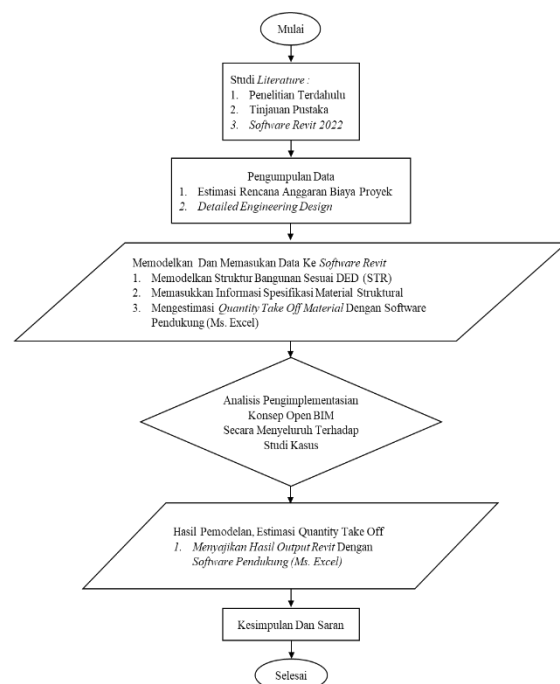 Mulai
Studi Literature :
1. Penelitian Terdahulu
2. Tinjauan Pustaka
3. Software Revit 2022
Pengumpulan Data
1. Estimasi Rencana Anggaran Biaya Proyek
2. Detailed Engineering Design
Memodelkan Dan Memasukan Data Ke Software Revit
1. Memodelkan Struktur Bangunan Sesuai DED (STR)
2. Memasukkan Informasi Spesifikasi Material Struktural
3. Mengestimasi Quantity Take Off Material Dengan Software
Pendukung (Ms. Excel)
Analisis Pengimplementasian
Konsep Open BIM
Secara Menyeluruh Terhadap
Studi Kasus
Hasil Pemodelan, Estimasi Quantity Take Off
1. Menyajikan Hasil Output Revit Dengan
Software Pendukung (Ms. Excel)
Kesimpulan Dan Saran
Selesai